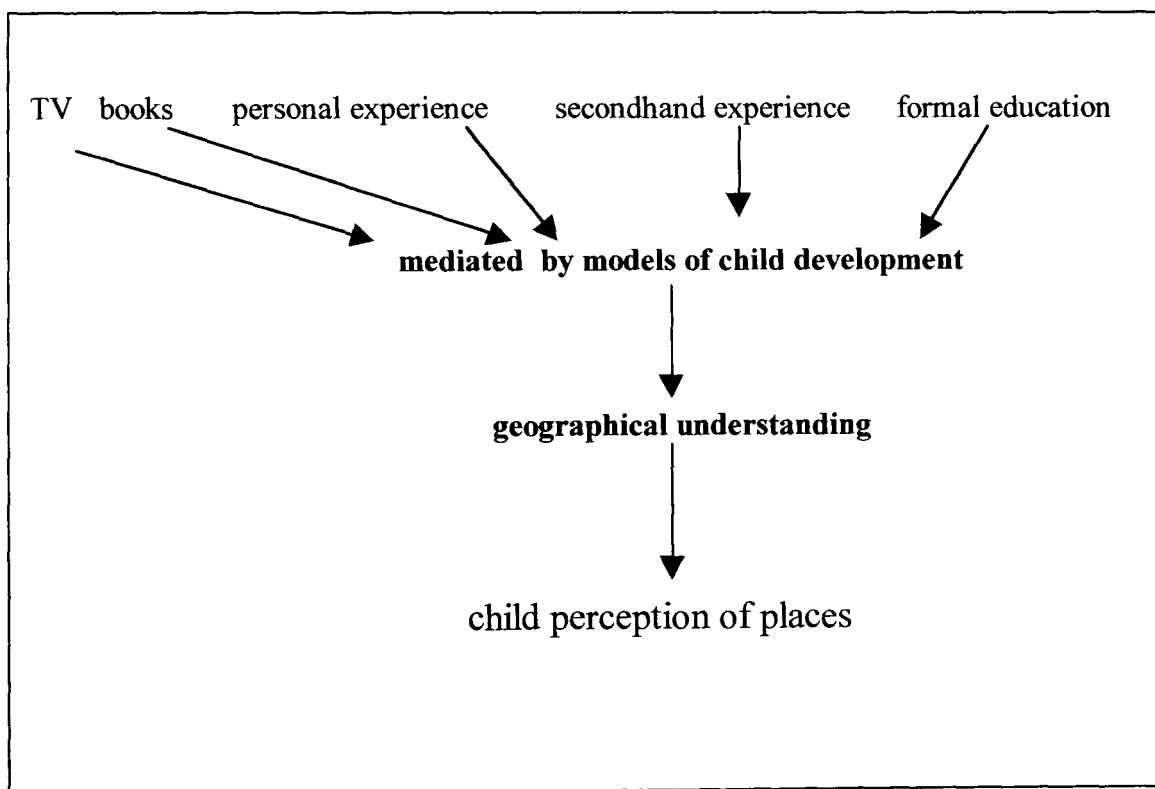 TV books personal experience secondhand experience formal education
mediated by models of child development
geographical understanding
child perception of places